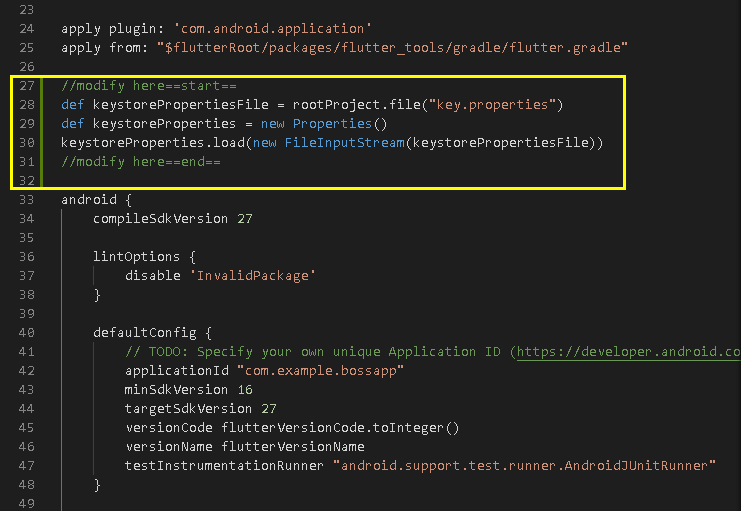 23
24 apply plugin: 'com.android.application'
25 apply from: "$flutterRoot/packages/flutter_tools/gradle/flutter.gradle"
26
27 //modify here==start==
28 def keystorePropertiesFile = rootProject.file("key.properties")
29 def keystoreProperties = new Properties()
30 keystoreProperties.load(new FileInputStream(keystorePropertiesFile))
31 //modify here==end==
32
33 android {
34 compileSdkVersion 27
35
36 lintOptions {
37 disable 'InvalidPackage'
38 }
39
40 defaultConfig {
41 // TODO: Specify your own unique Application ID (https://developer.android.co
42 applicationId "com.example.bossapp"
43 minSdkVersion 16
44 targetSdkVersion 27
45 versionCode flutterVersionCode.toInteger()
46 versionName flutterVersionName
47 testInstrumentationRunner "android.support.test.runner.AndroidJUnitRunner"
48 }
49